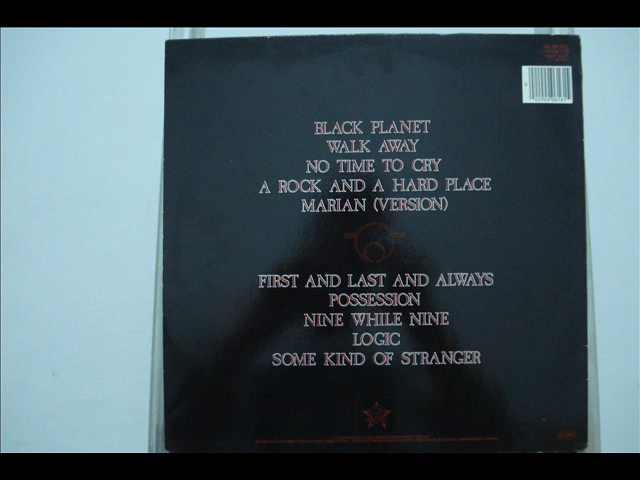 BLACK PLANET
WALK AWAY
NO TIME TO CRY
A ROCK AND A HARD PLACE
MARIAN (VERSION)
FIRST AND LAST AND ALWAYS
POSSESSION
NINE WHILE NINE
LOGIC
SOME KIND OF STRANGER